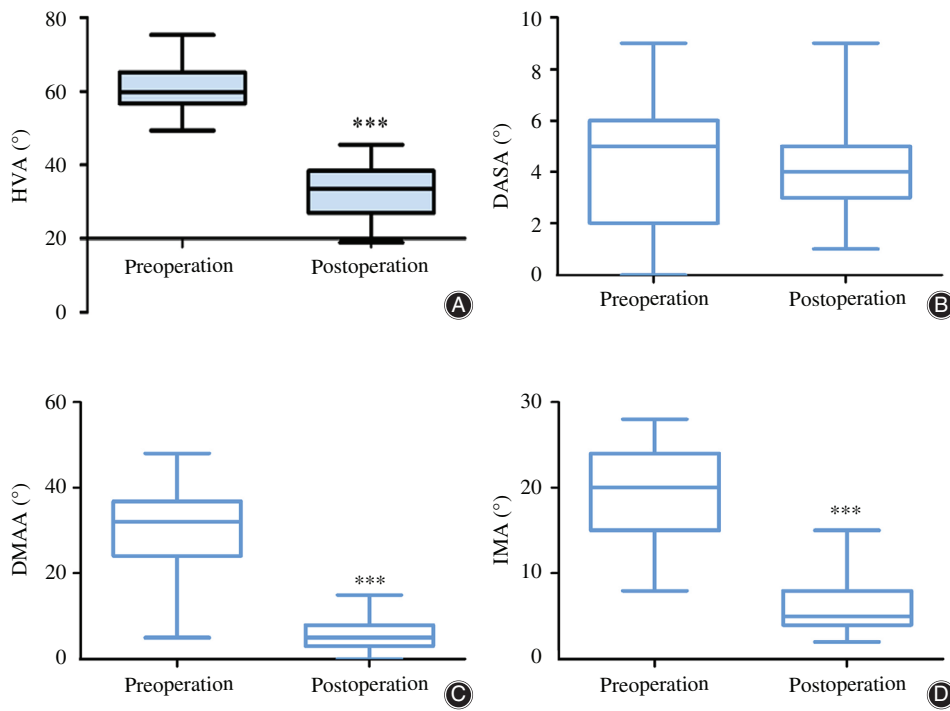 80
60
40
20
0
HVA (°)
***
Preoperation
Postoperation
A
10
8
6
4
2
0
DASA (°)
Preoperation
Postoperation
B
60
40
20
0
DMAA (°)
***
Preoperation
Postoperation
C
30
20
10
0
IMA (°)
***
Preoperation
Postoperation
D